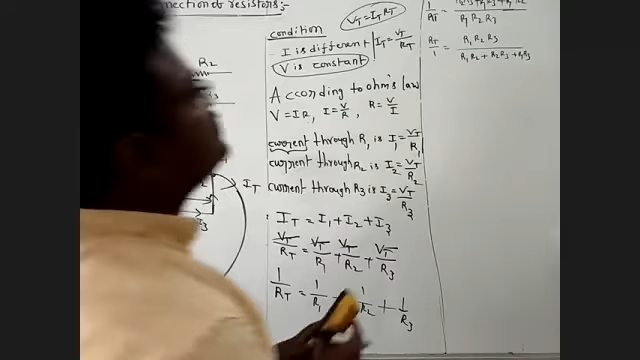 nection of resistors:-
R2
IT
I3
condition
VT = IT RT
I is different
IT = VT/RT
V is constant
According to ohm's law
V = IR, I = V/R, R = V/I
current through R1 is I1 = VT/R1
current through R2 is I2 = VT/R2
current through R3 is I3 = VT/R3
IT = I1 + I2 + I3
VT/RT = VT/R1 + VT/R2 + VT/R3
1/RT = 1/R1 1/R2 + 1/R3
1/RT =
R1 R2 R3
RT/1 = R1 R2 R3 / R1 R2 + R2 R3 + R1 R3